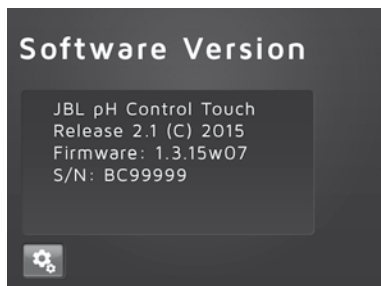 Software Version
JBL pH Control Touch
Release 2.1 (C) 2015
Firmware: 1.3.15w07
S/N: BC99999